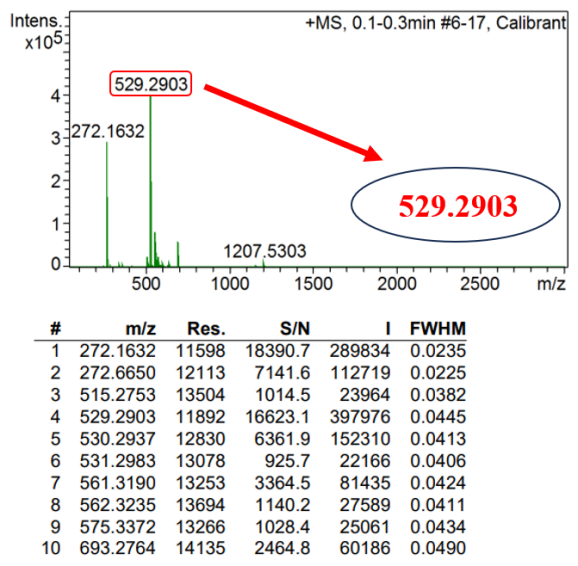 Intens.
x10⁵
+MS, 0.1-0.3min #6-17, Calibrant
529.2903
272.1632
529.2903
1207.5303
4
3
2
1
0
500 1000 1500 2000 2500 m/z
# m/z Res. S/N I FWHM
1 272.1632 11598 18390.7 289834 0.0235
2 272.6650 12113 7141.6 112719 0.0225
3 515.2753 13504 1014.5 23964 0.0382
4 529.2903 11892 16623.1 397976 0.0445
5 530.2937 12830 6361.9 152310 0.0413
6 531.2983 13078 925.7 22166 0.0406
7 561.3190 13253 3364.5 81435 0.0424
8 562.3235 13694 1140.2 27589 0.0411
9 575.3372 13266 1028.4 25061 0.0434
10 693.2764 14135 2464.8 60186 0.0490